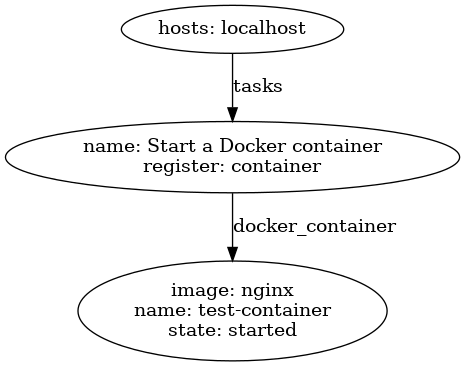 hosts: localhost
tasks
name: Start a Docker container
register: container
docker_container
image: nginx
name: test-container
state: started